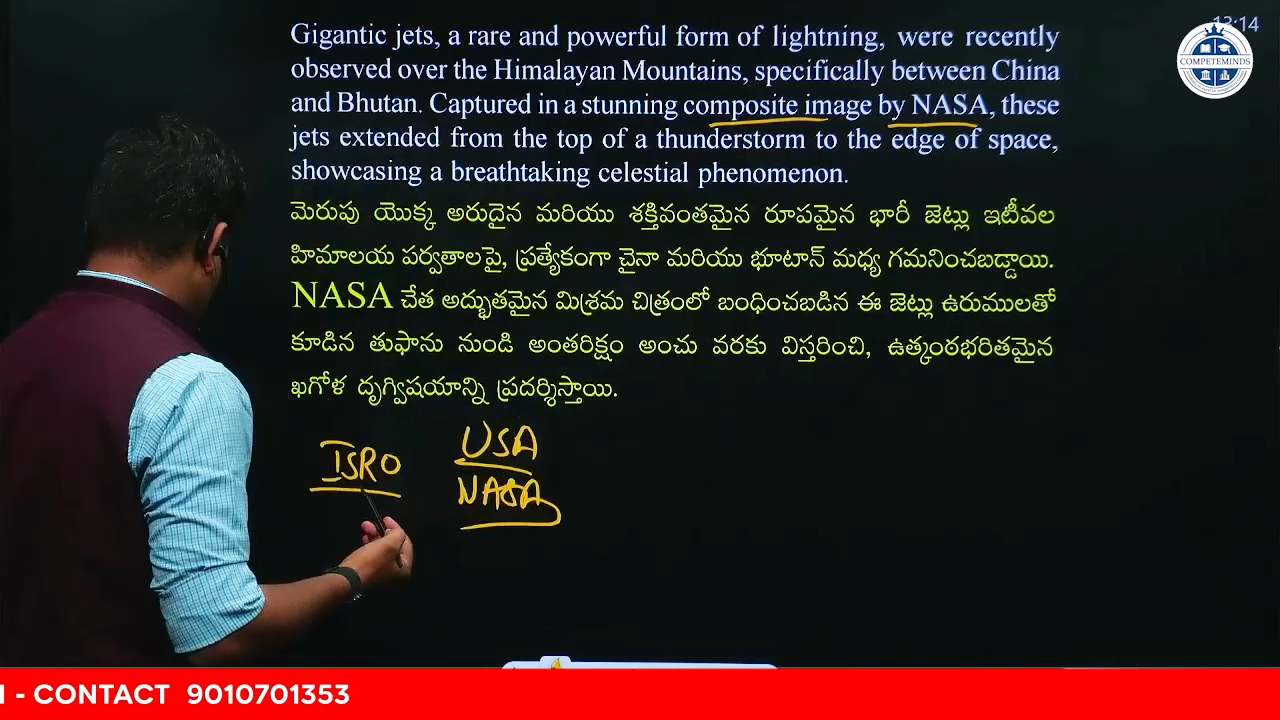 13:14
COMPETEMINDS
Gigantic jets, a rare and powerful form of lightning, were recently
observed over the Himalayan Mountains, specifically between China
and Bhutan. Captured in a stunning composite image by NASA, these
jets extended from the top of a thunderstorm to the edge of space,
showcasing a breathtaking celestial phenomenon.
మెరుపు యొక్క అరుదైన మరియు శక్తివంతమైన రూపమైన భారీ జెట్లు ఇటీవల
హిమాలయ పర్వతాలపై, ప్రత్యేకంగా చైనా మరియు భూటాన్ మధ్య గమనించబడ్డాయి.
NASA చేత అద్భుతమైన మిశ్రమ చిత్రంలో బంధించబడిన ఈ జెట్లు ఉరుములతో
కూడిన తుఫాను నుండి అంతరిక్షం అంచు వరకు విస్తరించి, ఉత్కంఠభరితమైన
ఖగోళ దృగ్విషయాన్ని ప్రదర్శిస్తాయి.
ISRO USA
NASA
- CONTACT 9010701353